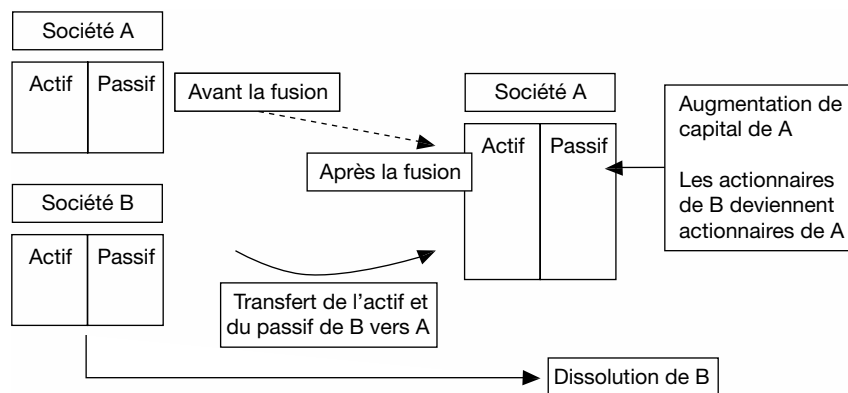 Société A
Actif Passif
Avant la fusion
Société B
Actif Passif
Après la fusion
Société A
Actif Passif
Augmentation de
capital de A
Les actionnaires
de B deviennent
actionnaires de A
Transfert de l’actif et
du passif de B vers A
Dissolution de B